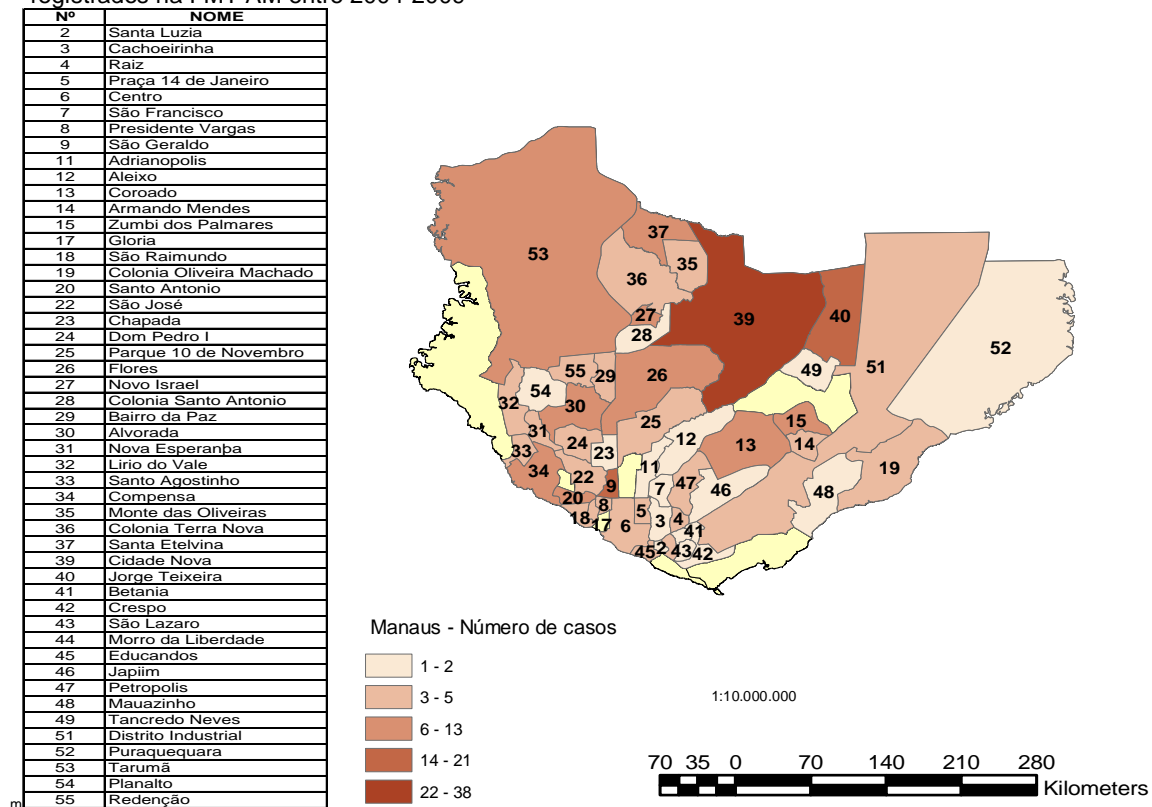 Nº NOME
2 Santa Luzia
3 Cachoeirinha
4 Raiz
5 Praça 14 de Janeiro
6 Centro
7 São Francisco
8 Presidente Vargas
9 São Geraldo
11 Adrianopolis
12 Aleixo
13 Coroado
14 Armando Mendes
15 Zumbi dos Palmares
17 Gloria
18 São Raimundo
19 Colonia Oliveira Machado
20 Santo Antonio
22 São José
23 Chapada
24 Dom Pedro I
25 Parque 10 de Novembro
26 Flores
27 Novo Israel
28 Colonia Santo Antonio
29 Bairro da Paz
30 Alvorada
31 Nova Esperanþa
32 Lirio do Vale
33 Santo Agostinho
34 Compensa
35 Monte das Oliveiras
36 Colonia Terra Nova
37 Santa Etelvina
39 Cidade Nova
40 Jorge Teixeira
41 Betania
42 Crespo
43 São Lazaro
44 Morro da Liberdade
45 Educandos
46 Japiim
47 Petropolis
48 Mauazinho
49 Tancredo Neves
51 Distrito Industrial
52 Puraquequara
53 Tarumã
54 Planalto
55 Redenção
m
37
53
35
36
27
39
40
28
52
51
49
55
29
26
54
32
30
25
15
31
12
24
13
14
33
23
11
19
34
22
47
7
46
48
9
20
8
5
18
17
6
3
4
41
45
2
43
42
Manaus - Número de casos
1 - 2
3 - 5
6 - 13
14 - 21
22 - 38
1:10.000.000
70 35 0 70 140 210 280
Kilometers